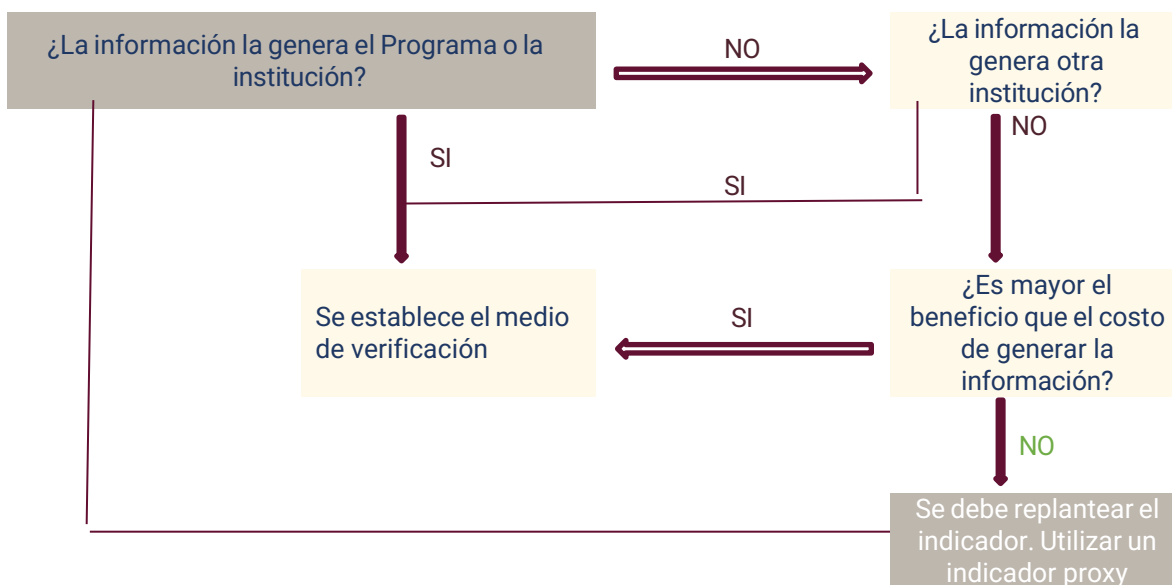 ¿La información la genera el Programa o la
institución?
NO
¿La información la
genera otra
institución?
NO
SI
SI
Se establece el medio
de verificación
SI
¿Es mayor el
beneficio que el costo
de generar la
información?
NO
Se debe replantear el
indicador. Utilizar un
indicador proxy